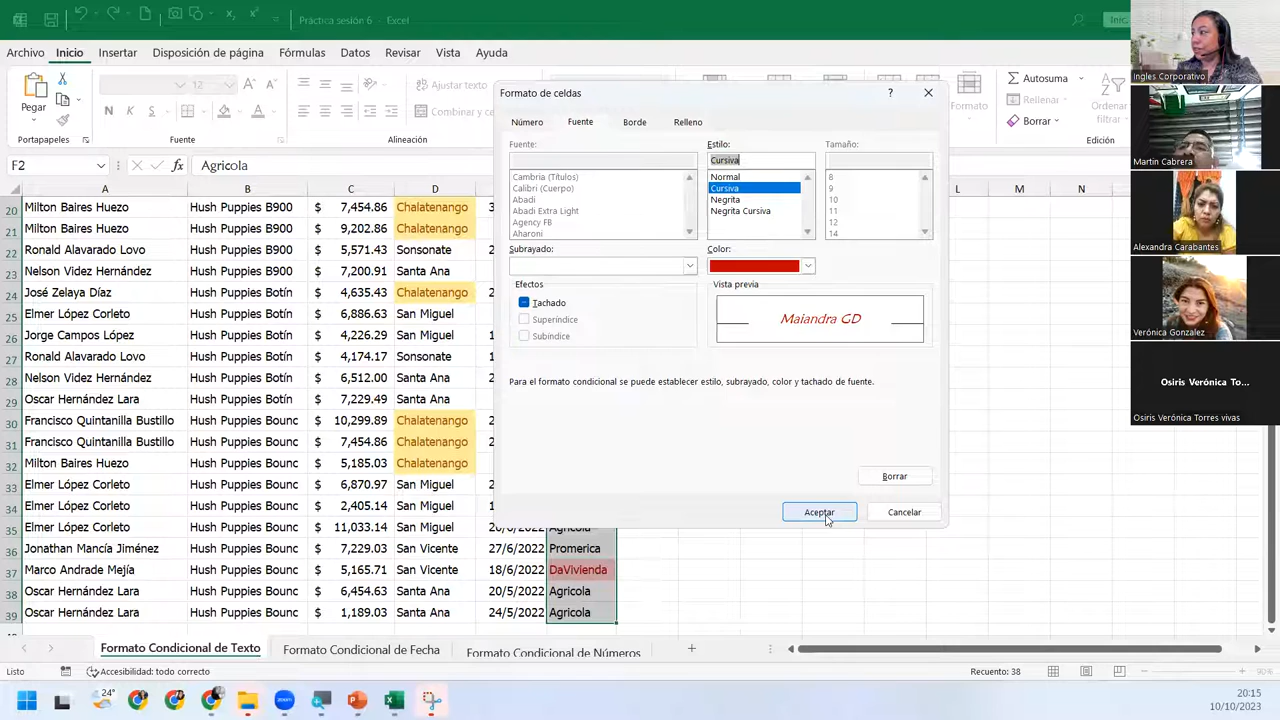 Práctica sesión 6 - Excel
Inic
Archivo Inicio Insertar Disposición de página Fórmulas Datos Revisar Vista Ayuda
Pegar
12
N K S
Portapapeles
Fuente
Alineación
Combinar y ce
Formato
Autosuma
Rellenar
Borrar
Ordenar
filtrar
F2
fx
Agricola
A B C D L M N
20 Milton Baires Huezo Hush Puppies B900 $ 7,454.86 Chalatenango
21 Milton Baires Huezo Hush Puppies B900 $ 9,202.86 Chalatenango
Ronald Alavarado Lovo Hush Puppies B900 $ 5,571.43 Sonsonate
Nelson Videz Hernández Hush Puppies B900 $ 7,200.91 Santa Ana
24 José Zelaya Díaz Hush Puppies Botín $ 4,635.43 Chalatenango
25 Elmer López Corleto Hush Puppies Botín $ 6,886.63 San Miguel
26 Jorge Campos López Hush Puppies Botín $ 4,335.14 San Miguel
27 Ronald Alavarado Lovo Hush Puppies Botín $ 4,174.17 Sonsonate
28 Nelson Videz Hernández Hush Puppies Botín $ 6,512.00 Santa Ana
29 Oscar Hernández Lara Hush Puppies Botín $ 7,229.49 Santa Ana
Francisco Quintanilla Bustillo Hush Puppies Bounc $ 10,299.89 Chalatenango
31 Francisco Quintanilla Bustillo Hush Puppies Bounc $ 7,454.86 Chalatenango
32 Milton Baires Huezo Hush Puppies Bounc $ 5,185.03 Chalatenango
33 Elmer López Corleto Hush Puppies Bounc $ 6,870.97 San Miguel
34 Elmer López Corleto Hush Puppies Bounc $ 2,405.14 San Miguel
35 Elmer López Corleto Hush Puppies Bounc $ 11,033.14 San Miguel 20/6/2022 Agricola
36 Jonathan Mancía Jiménez Hush Puppies Bounc $ 7,229.03 San Vicente 27/6/2022 Promerica
37 Marco Andrade Mejía Hush Puppies Bounc $ 5,165.71 San Vicente 18/6/2022 DaVivienda
38 Oscar Hernández Lara Hush Puppies Bounc $ 6,454.63 Santa Ana 20/5/2022 Agricola
39 Oscar Hernández Lara Hush Puppies Bounc $ 1,189.03 Santa Ana 24/5/2022 Agricola
Formato de celdas
?
Número Fuente Borde Relleno
Fuente: Estilo: Tamaño:
Cursiva
Cambria (Títulos) Normal 8
Calibri (Cuerpo) Cursiva 9
Abadi Negrita 10
Abadi Extra Light Negrita Cursiva 11
Agency FB 12
Aharoni 14
Subrayado: Color:
Efectos Vista previa
Tachado
Superíndice
Subíndice
Maiandra GD
Para el formato condicional se puede establecer estilo, subrayado, color y tachado de fuente.
Borrar
Aceptar Cancelar
Formato Condicional de Texto Formato Condicional de Fecha Formato Condicional de Números
Listo
Accesibilidad: todo correcto
Recuento: 38
90%
24°
20:15
10/10/2023
Ingles Corporativo
Martin Cabrera
Alexandra Carabantes
Verónica Gonzalez
Osiris Verónica To...
Osiris Verónica Torres vivas